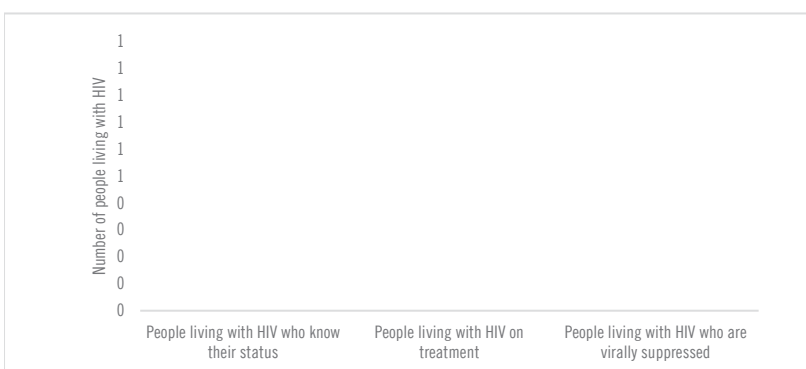 Number of people living with HIV
1
1
1
1
1
1
0
0
0
0
0
People living with HIV who know
their status
People living with HIV on
treatment
People living with HIV who are
virally suppressed